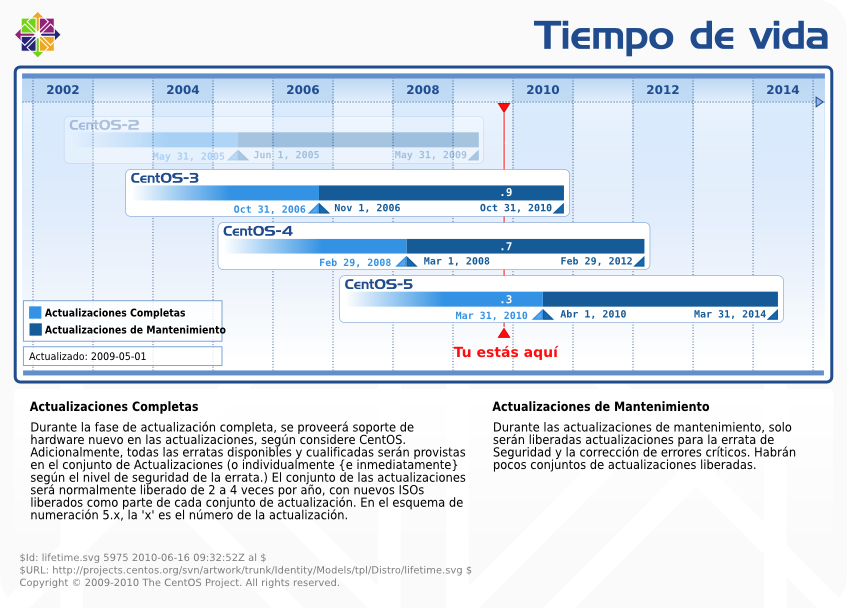 Tiempo de vida
2002 2004 2006 2008 2010 2012 2014
CentOS-2
May 31, 2005 Jun 1, 2005 May 31, 2009
CentOS-3
.9
Oct 31, 2006 Nov 1, 2006 Oct 31, 2010
CentOS-4
.7
Feb 29, 2008 Mar 1, 2008 Feb 29, 2012
CentOS-5
.3
Mar 31, 2010 Abr 1, 2010 Mar 31, 2014
Actualizaciones Completas
Actualizaciones de Mantenimiento
Actualizado: 2009-05-01
Tu estás aquí
Actualizaciones Completas
Durante la fase de actualización completa, se proveerá soporte de
hardware nuevo en las actualizaciones, según considere CentOS.
Adicionalmente, todas las erratas disponibles y cualificadas serán provistas
en el conjunto de Actualizaciones (o individualmente {e inmediatamente}
según el nivel de seguridad de la errata.) El conjunto de las actualizaciones
será normalmente liberado de 2 a 4 veces por año, con nuevos ISOs
liberados como parte de cada conjunto de actualización. En el esquema de
numeración 5.x, la 'x' es el número de la actualización.
Actualizaciones de Mantenimiento
Durante las actualizaciones de mantenimiento, solo
serán liberadas actualizaciones para la errata de
Seguridad y la corrección de errores críticos. Habrán
pocos conjuntos de actualizaciones liberadas.
$Id: lifetime.svg 5975 2010-06-16 09:32:52Z al $
$URL: http://projects.centos.org/svn/artwork/trunk/Identity/Models/tpl/Distro/lifetime.svg $
Copyright © 2009-2010 The CentOS Project. All rights reserved.